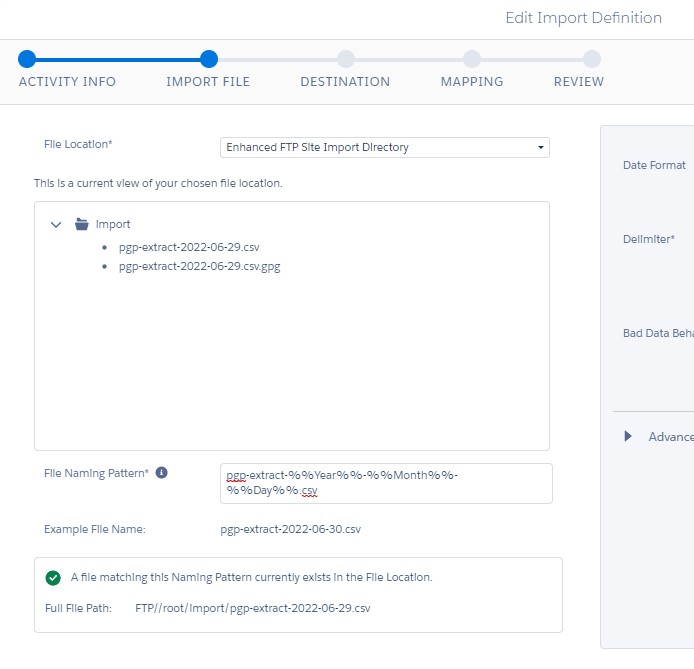 Edit Import Definition
ACTIVITY INFO
IMPORT FILE
DESTINATION
MAPPING
REVIEW
File Location*
Enhanced FTP Site Import Directory
This is a current view of your chosen file location.
Import
pgp-extract-2022-06-29.csv
pgp-extract-2022-06-29.csv.gpg
File Naming Pattern*
pgp-extract-%%Year%%-%%Month%%-
%%Day%%.csv
Example File Name:
pgp-extract-2022-06-30.csv
A file matching this Naming Pattern currently exists in the File Location.
Full File Path:
FTP//root/Import/pgp-extract-2022-06-29.csv
Date Format
Delimiter*
Bad Data Beha
Advance